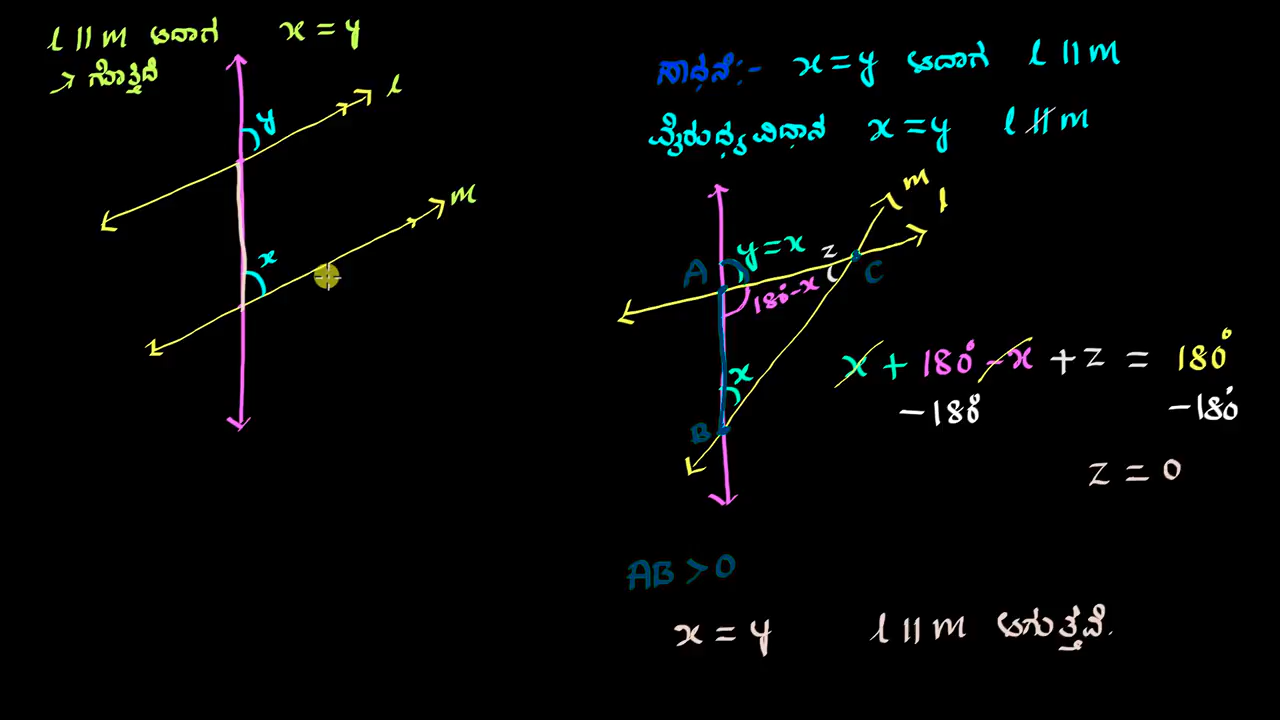 l || m ಆದಾಗ x = y
> ಗೊತ್ತಿದೆ
l
y
m
x
ಸಾಧನೆ:- x = y ಆದಾಗ l || m
ವೈರುಧ್ಯ ವಿಧಾನ x = y l ∦ m
m
l
y = x
z
A
C
180° - x
x
B
x + 180° - x + z = 180°
-180° -180°
z = 0
AB > 0
x = y l || m ಆಗುತ್ತವೆ.